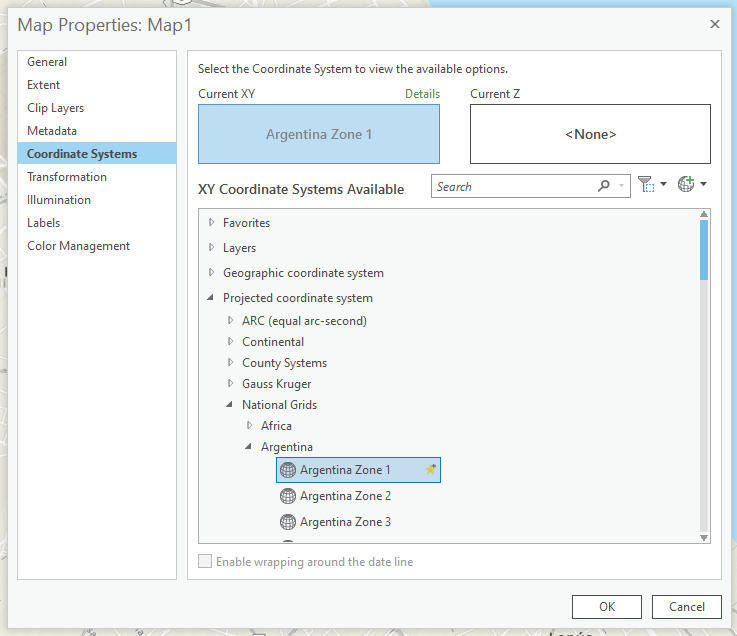 Map Properties: Map1
General
Extent
Clip Layers
Metadata
Coordinate Systems
Transformation
Illumination
Labels
Color Management
Select the Coordinate System to view the available options.
Current XY Details Current Z
Argentina Zone 1 <None>
XY Coordinate Systems Available Search
Favorites
Layers
Geographic coordinate system
Projected coordinate system
ARC (equal arc-second)
Continental
County Systems
Gauss Kruger
National Grids
Africa
Argentina
Argentina Zone 1
Argentina Zone 2
Argentina Zone 3
Enable wrapping around the date line
OK Cancel